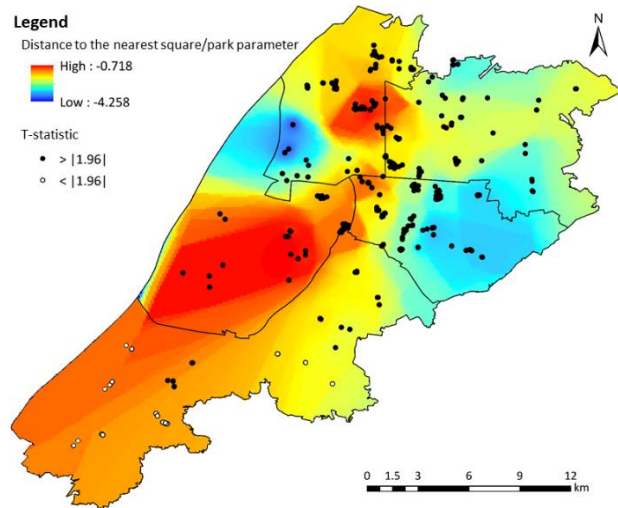 Legend
Distance to the nearest square/park parameter
High : -0.718
Low : -4.258
T-statistic
> |1.96|
< |1.96|
N
0 1.5 3 6 9 12
km